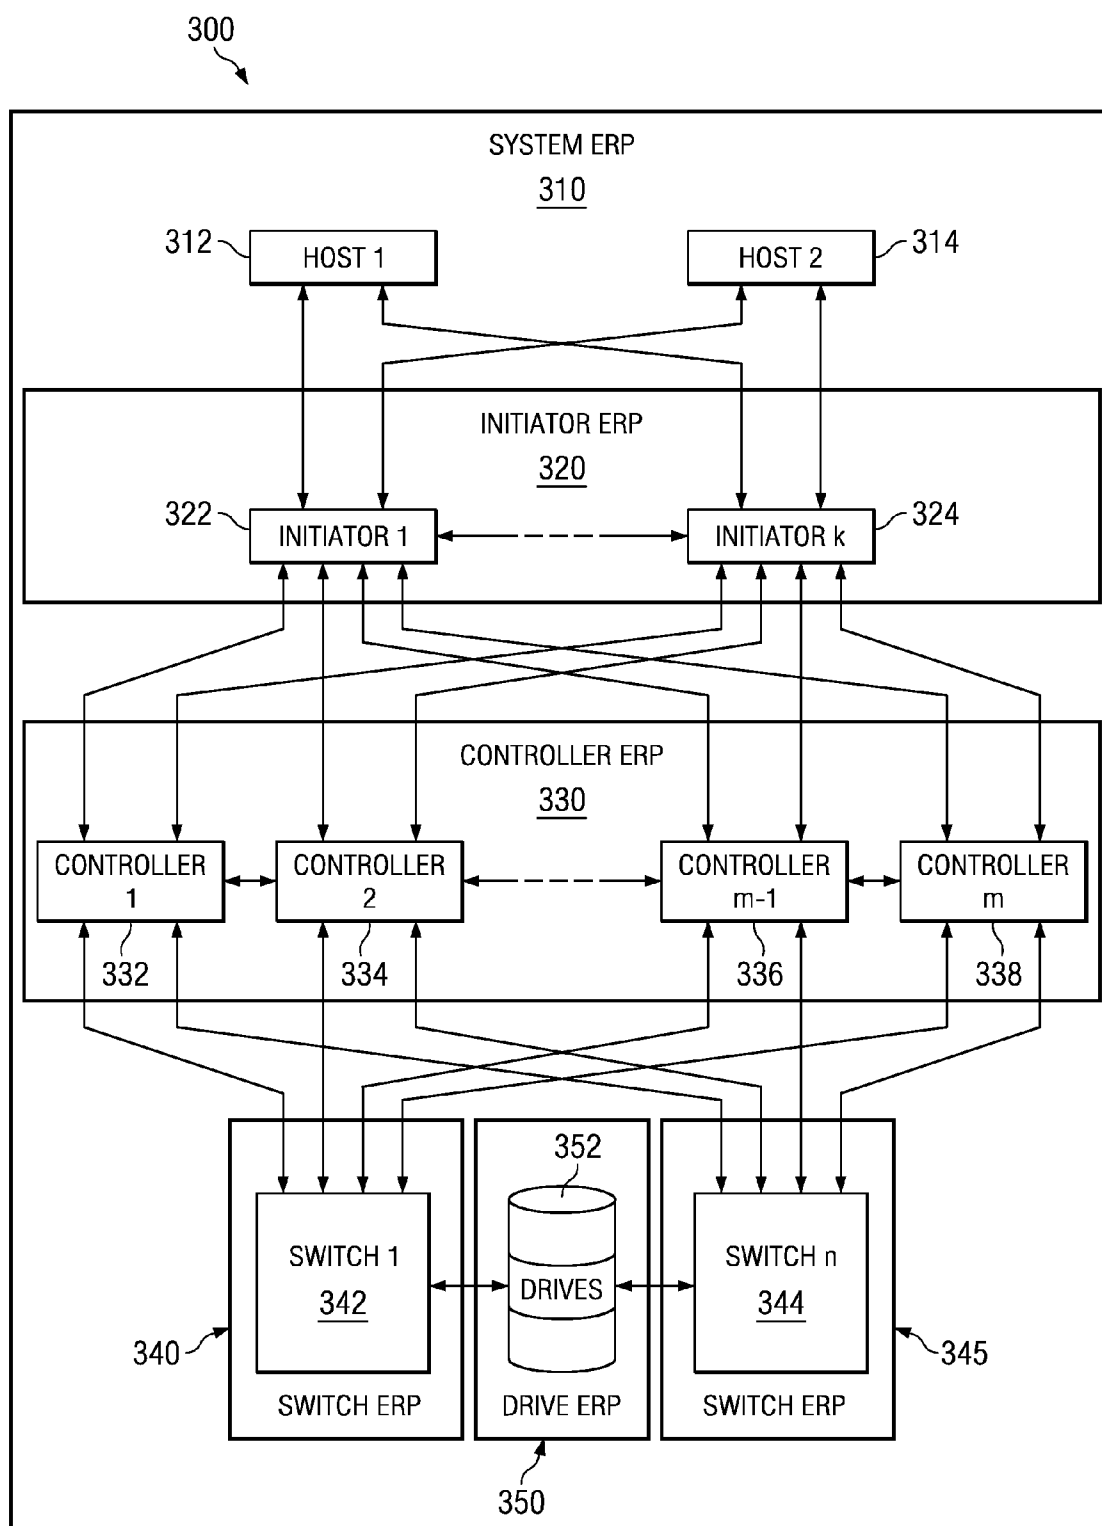 300
SYSTEM ERP
310
312
HOST 1
HOST 2
314
INITIATOR ERP
320
322
INITIATOR 1
INITIATOR k
324
CONTROLLER ERP
330
CONTROLLER
1
CONTROLLER
2
CONTROLLER
m-1
CONTROLLER
m
332
334
336
338
352
SWITCH 1
342
DRIVES
SWITCH n
344
340
345
SWITCH ERP
DRIVE ERP
SWITCH ERP
350